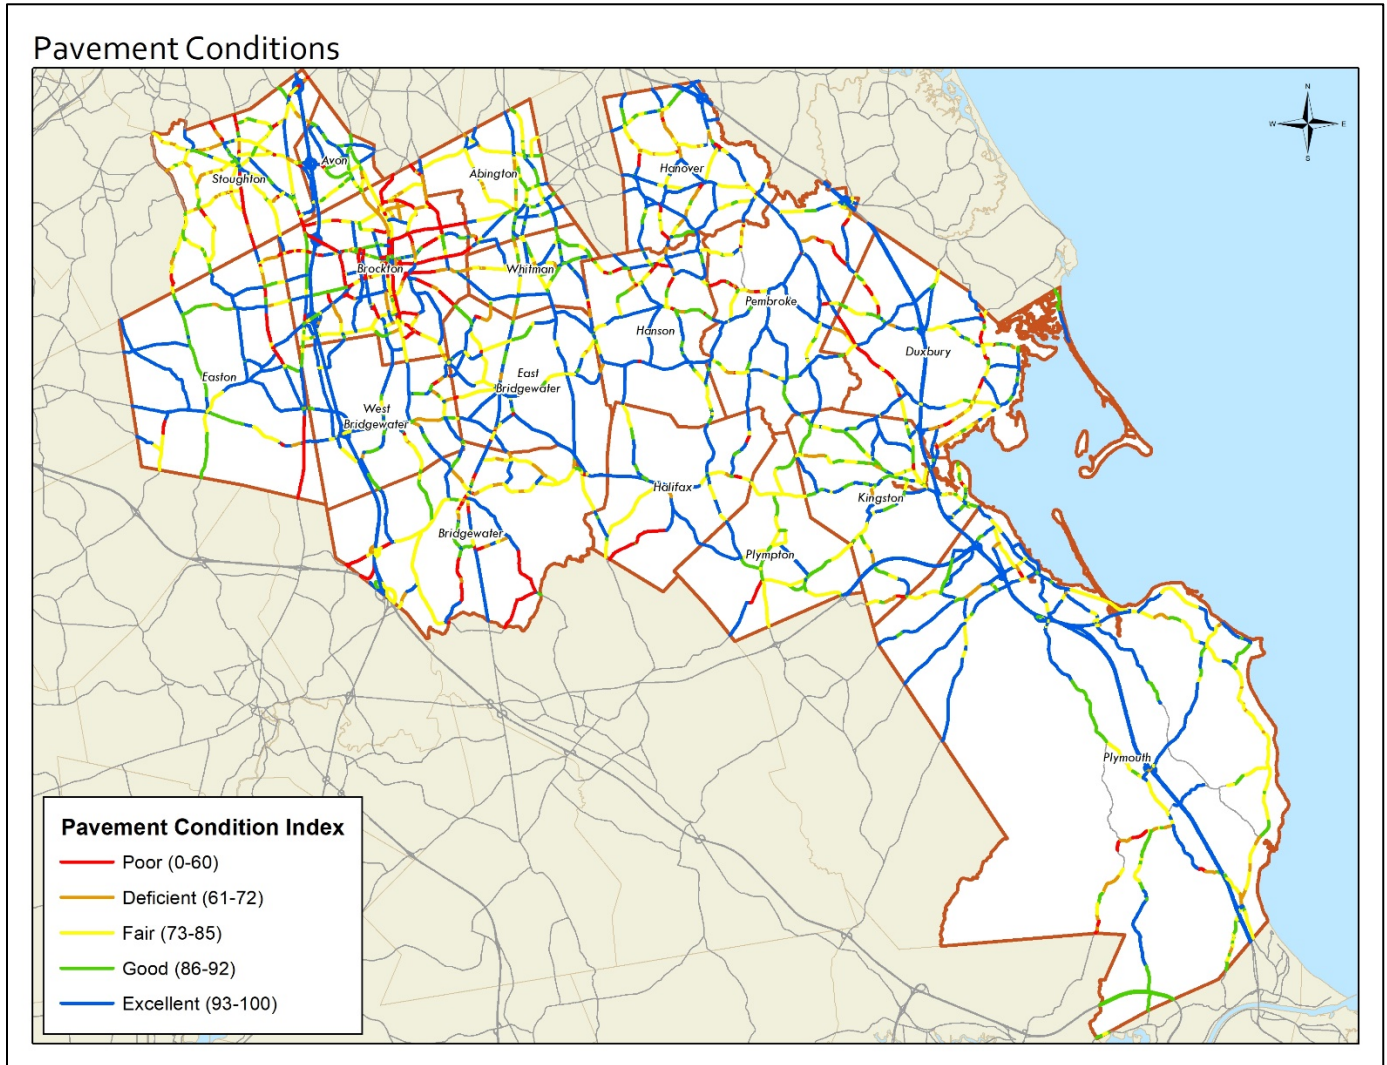 Pavement Conditions
N
W E
S
Avon
Stoughton
Abington
Hanover
Brockton
Whitman
Pembroke
Hanson
Duxbury
Easton
East
Bridgewater
West
Bridgewater
Halifax
Kingston
Bridgewater
Plympton
Plymouth
Pavement Condition Index
Poor (0-60)
Deficient (61-72)
Fair (73-85)
Good (86-92)
Excellent (93-100)